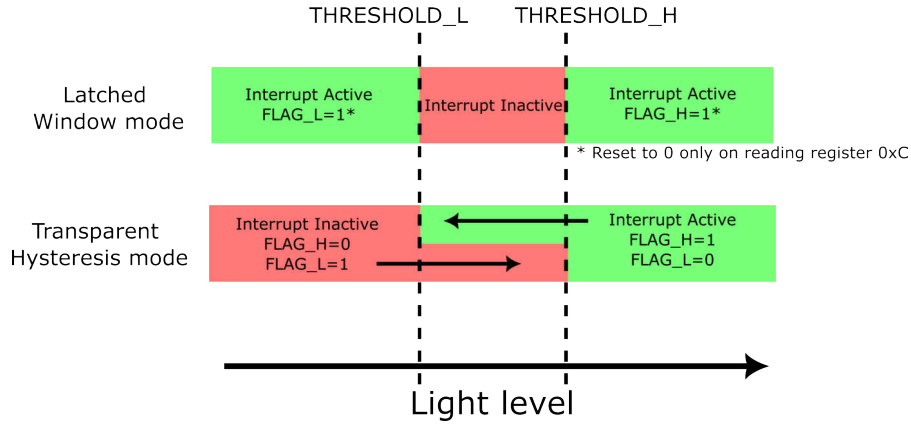 THRESHOLD_L
THRESHOLD_H
Latched
Window mode
Interrupt Active
FLAG_L=1*
Interrupt Inactive
Interrupt Active
FLAG_H=1*
* Reset to 0 only on reading register 0xC
Transparent
Hysteresis mode
Interrupt Inactive
FLAG_H=0
FLAG_L=1
Interrupt Active
FLAG_H=1
FLAG_L=0
Light level